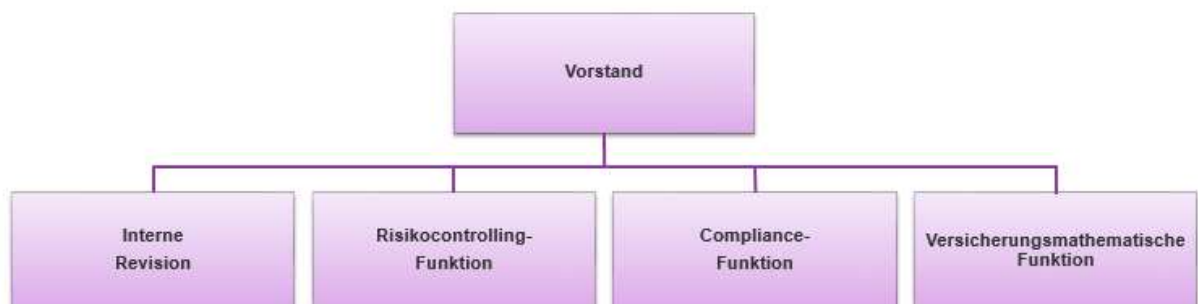 Vorstand
Interne
Revision
Risikocontrolling-
Funktion
Compliance-
Funktion
Versicherungsmathematische
Funktion